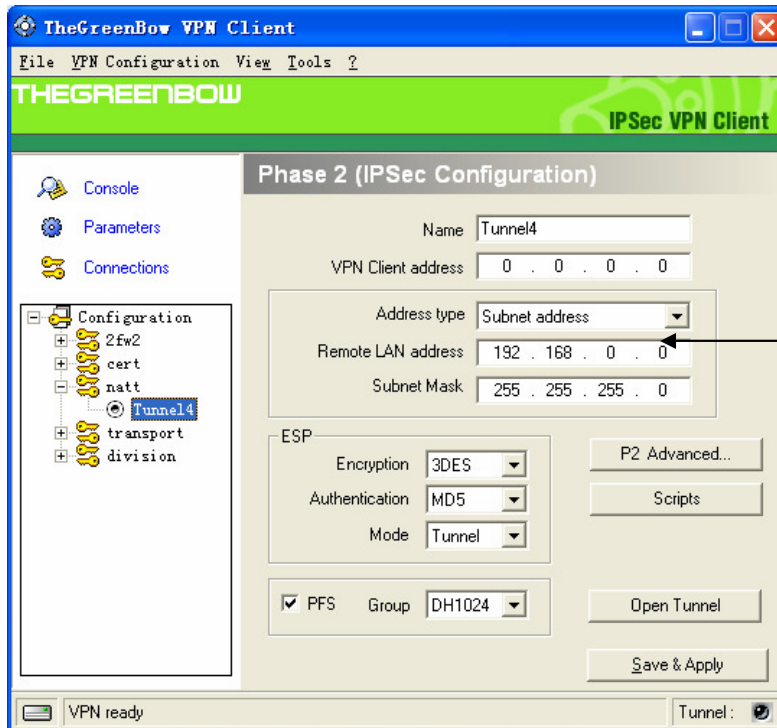 TheGreenBow VPN Client
File VPN Configuration View Tools ?
THEGREENBOW
IPSec VPN Client
Console
Parameters
Connections
Configuration
2fw2
cert
natt
Tunnel4
transport
division
Phase 2 (IPSec Configuration)
Name Tunnel4
VPN Client address 0 . 0 . 0 . 0
Address type Subnet address
Remote LAN address 192 . 168 . 0 . 0
Subnet Mask 255 . 255 . 255 . 0
ESP
Encryption 3DES
Authentication MD5
Mode Tunnel
P2 Advanced...
Scripts
PFS Group DH1024
Open Tunnel
Save & Apply
VPN ready
Tunnel :